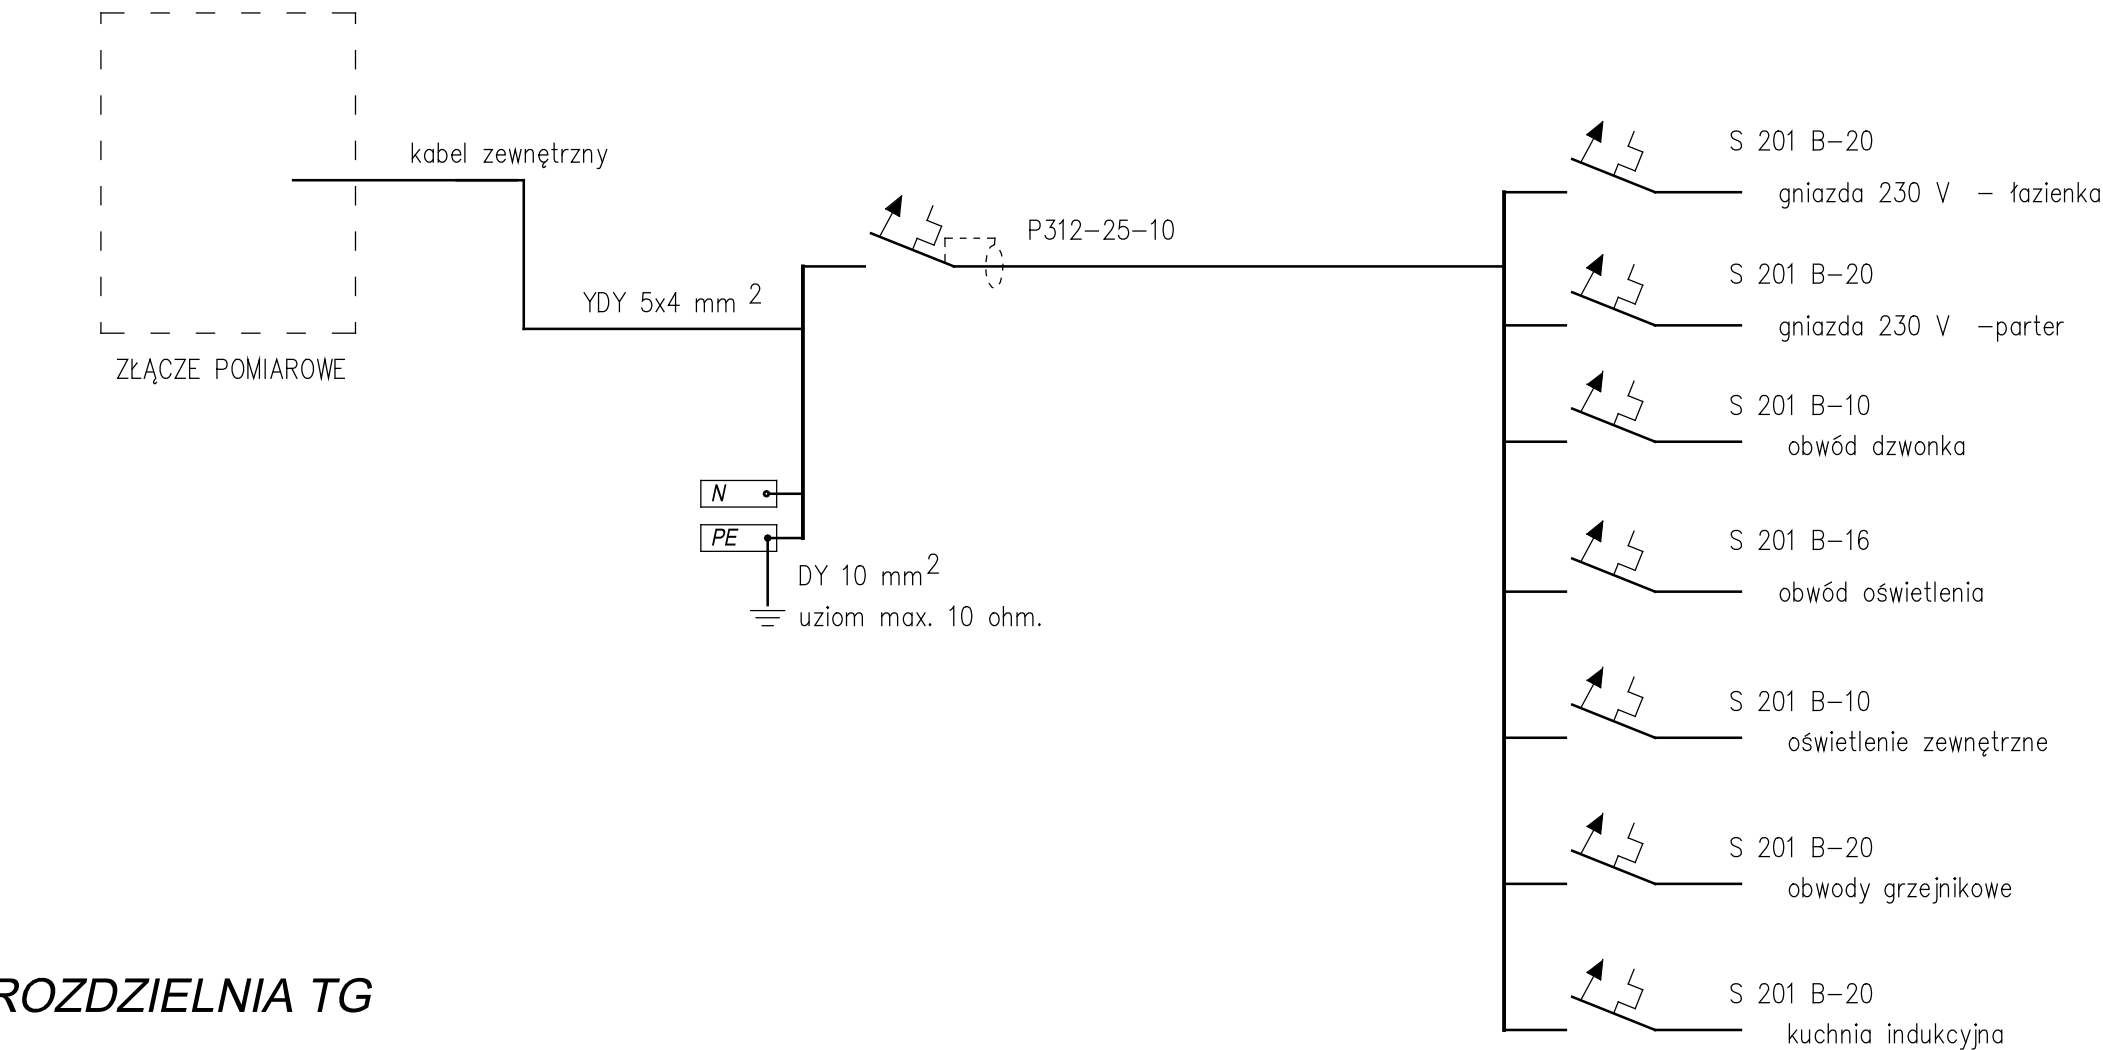 kabel zewnętrzny
YDY 5x4 mm 2
ZŁĄCZE POMIAROWE
P312-25-10
N
PE
DY 10 mm2
uziom max. 10 ohm.
S 201 B-20
gniazda 230 V - łazienka
S 201 B-20
gniazda 230 V -parter
S 201 B-10
obwód dzwonka
S 201 B-16
obwód oświetlenia
S 201 B-10
oświetlenie zewnętrzne
S 201 B-20
obwody grzejnikowe
S 201 B-20
kuchnia indukcyjna
ROZDZIELNIA TG